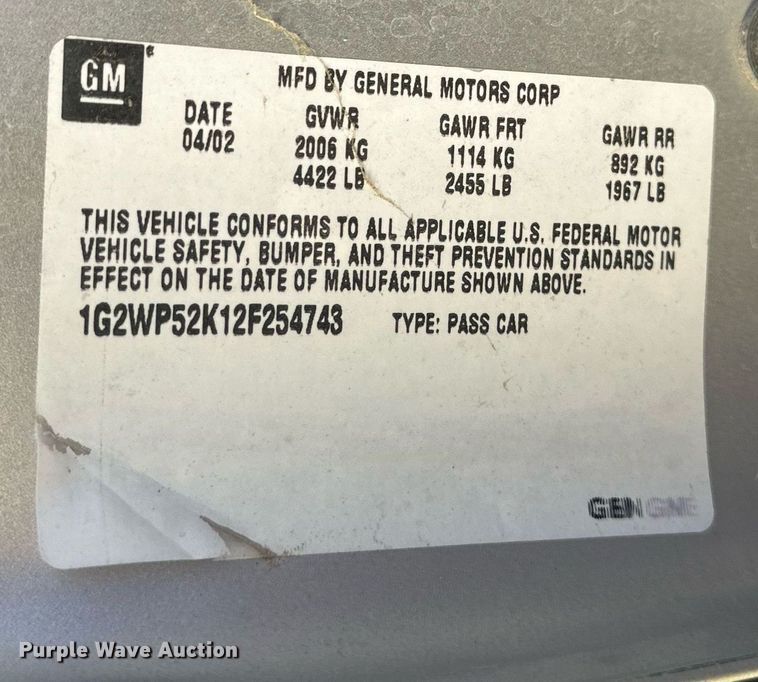 GM
MFD BY GENERAL MOTORS CORP
DATE GVWR GAWR FRT GAWR RR
04/02 2006 KG 1114 KG 892 KG
4422 LB 2455 LB 1967 LB
THIS VEHICLE CONFORMS TO ALL APPLICABLE U.S. FEDERAL MOTOR
VEHICLE SAFETY, BUMPER, AND THEFT PREVENTION STANDARDS IN
EFFECT ON THE DATE OF MANUFACTURE SHOWN ABOVE.
1G2WP52K12F254743 TYPE: PASS CAR
Purple Wave Auction